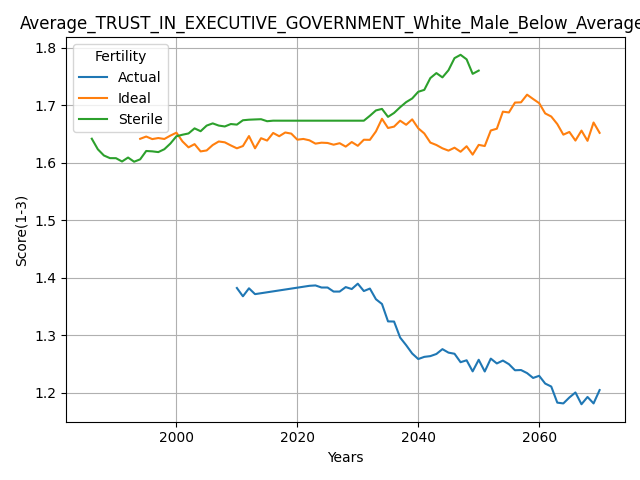 Average_TRUST_IN_EXECUTIVE_GOVERNMENT_White_Male_Below_Average
Fertility
Actual
Ideal
Sterile
Score(1-3)
1.8
1.7
1.6
1.5
1.4
1.3
1.2
2000 2020 2040 2060
Years